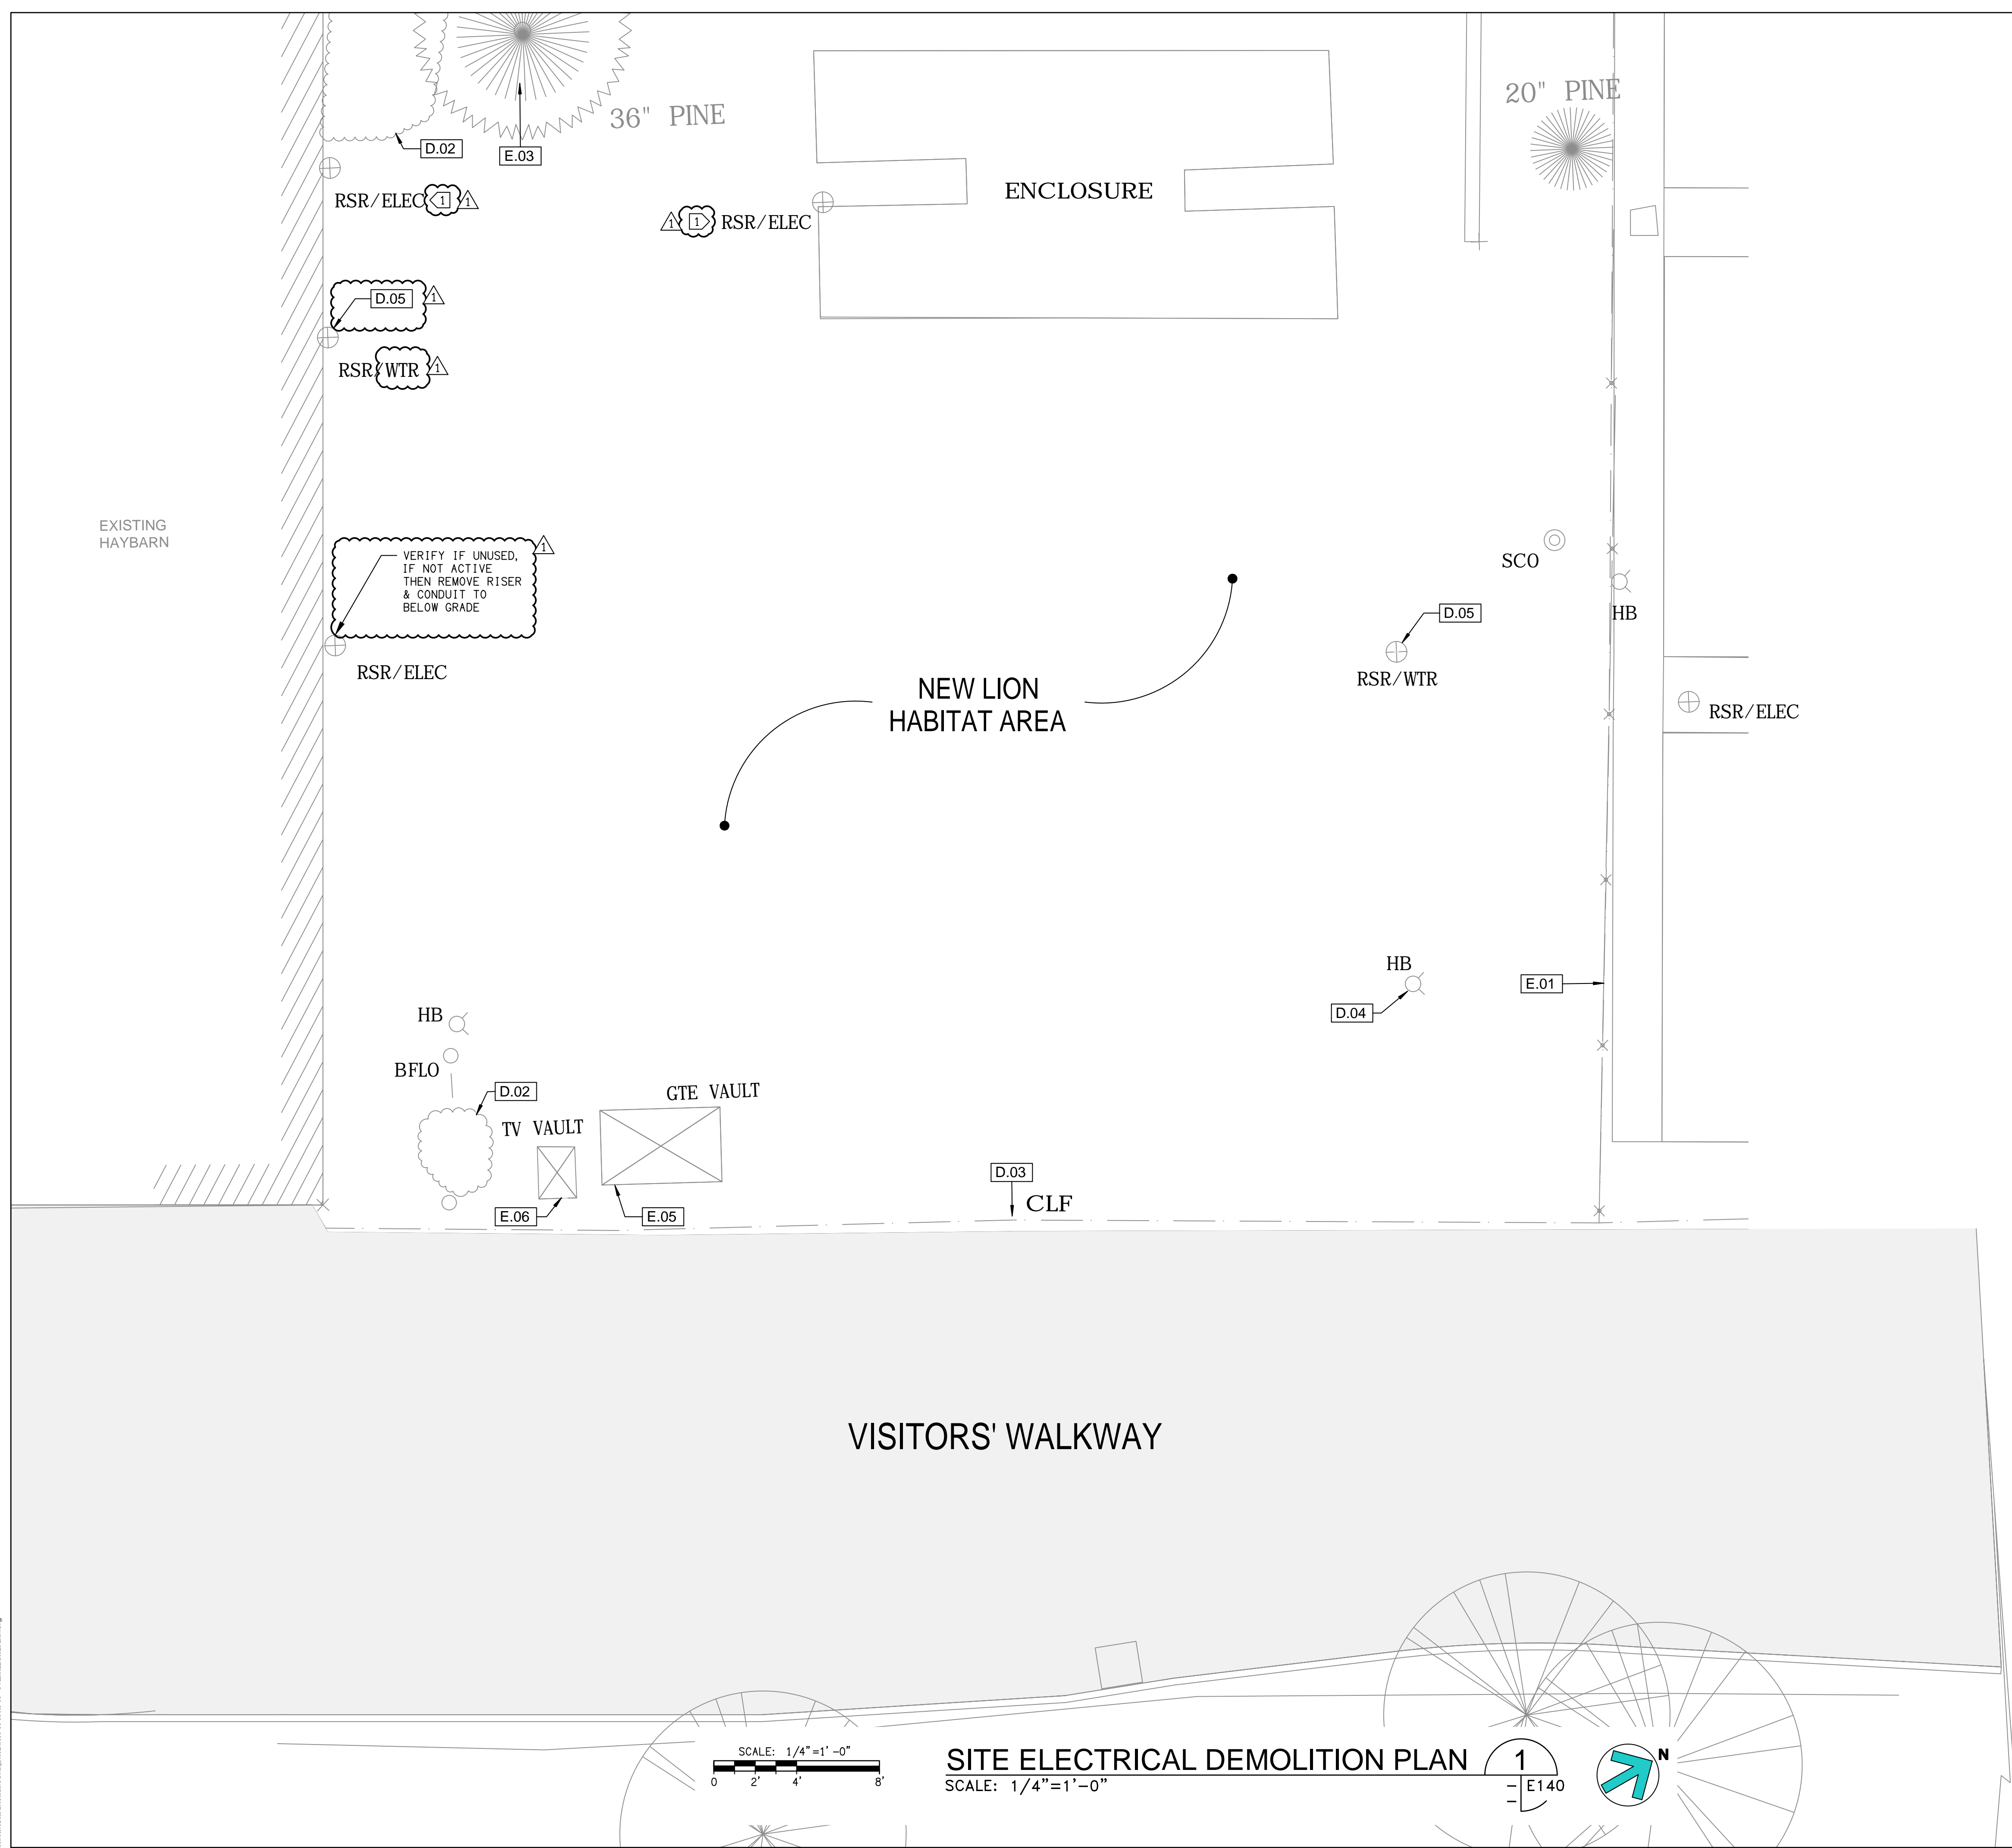 36" PINE
20" PINE
D.02
E.03
RSR/ELEC 1 1
1 1 RSR/ELEC
ENCLOSURE
D.05 1
RSR/WTR 1
EXISTING
HAYBARN
VERIFY IF UNUSED,
IF NOT ACTIVE
THEN REMOVE RISER
& CONDUIT TO
BELOW GRADE
1
RSR/ELEC
SCO
HB
D.05
RSR/WTR
RSR/ELEC
NEW LION
HABITAT AREA
HB
D.04
E.01
HB
BFLO
D.02
TV VAULT
GTE VAULT
E.06
E.05
D.03
CLF
VISITORS' WALKWAY
SCALE: 1/4"=1'-0"
0 2' 4' 8'
SITE ELECTRICAL DEMOLITION PLAN
SCALE: 1/4"=1'-0"
1
- E140
-
N